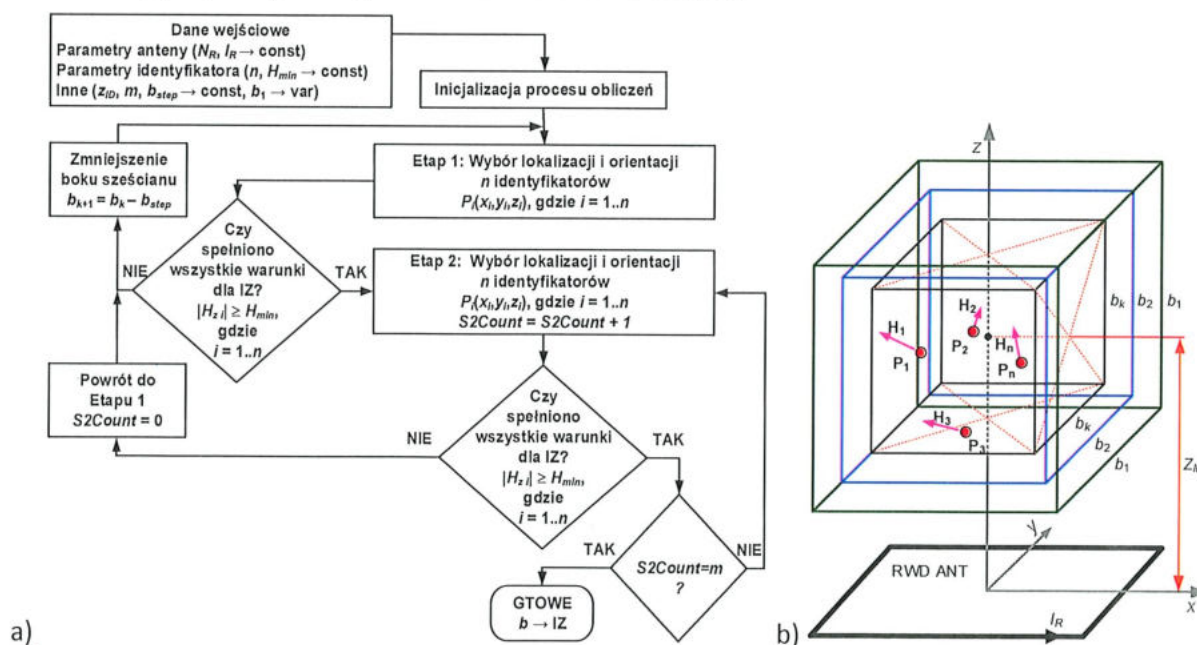 Dane wejściowe
Parametry anteny (NR, IR → const)
Parametry identyfikatora (n, Hmin → const)
Inne (zID, m, bstep → const, b1 → var)
Inicjalizacja procesu obliczeń
Zmniejszenie
boku sześcianu
bk+1 = bk – bstep
Etap 1: Wybór lokalizacji i orientacji
n identyfikatorów
Pi(xi,yi,zi), gdzie i = 1..n
Czy
spełniono
wszystkie warunki
dla IZ?
|Hz i| ≥ Hmin,
gdzie
i = 1..n
NIE
TAK
Etap 2: Wybór lokalizacji i orientacji
n identyfikatorów
Pi(xi,yi,zi), gdzie i = 1..n
S2Count = S2Count + 1
Powrót do
Etapu 1
S2Count = 0
Czy
spełniono
wszystkie warunki
dla IZ?
|Hz i| ≥ Hmin,
gdzie
i = 1..n
NIE
TAK
S2Count=m
?
TAK
NIE
GTOWE
b → IZ
a)
z
bk b2 b1
H1
H2
Hn
P1
P2
Pn
H3
P3
bk
b2
b1
y
RWD ANT
IR
x
b)